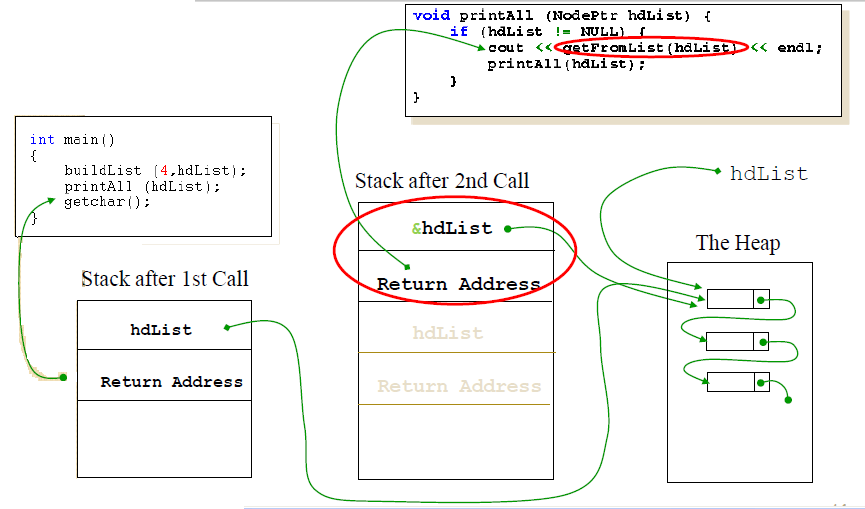 void printAll (NodePtr hdList) {
if (hdList != NULL) {
cout << getFromList(hdList) << endl;
printAll(hdList);
}
}
int main()
{
buildList (4,hdList);
printAll (hdList);
getchar();
}
Stack after 2nd Call
&hdList
Return Address
hdList
Return Address
hdList
The Heap
Stack after 1st Call
hdList
Return Address